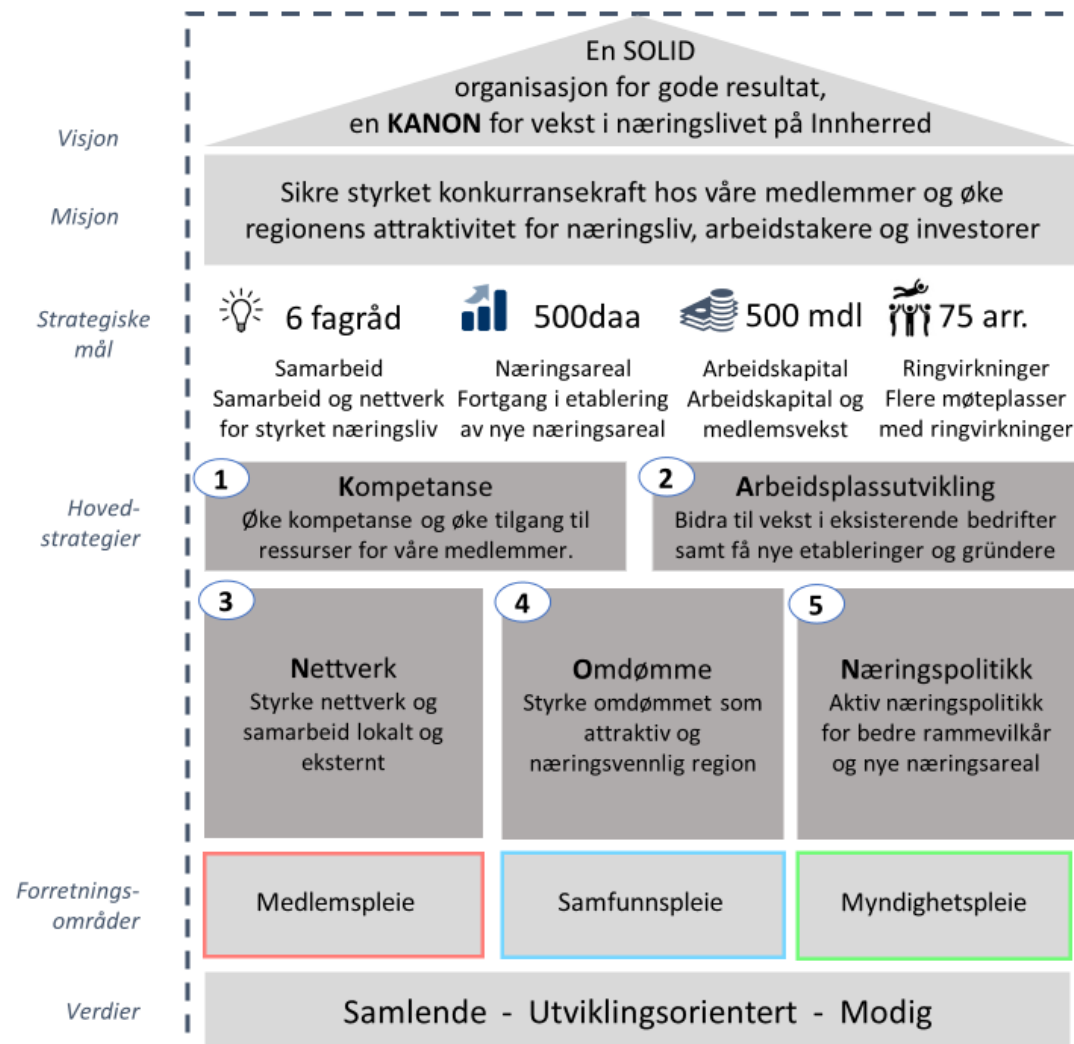 En SOLID
organisasjon for gode resultat,
en KANON for vekst i næringslivet på Innherred
Visjon
Sikre styrket konkurransekraft hos våre medlemmer og øke
regionens attraktivitet for næringsliv, arbeidstakere og investorer
Misjon
Strategiske
mål
6 fagråd
Samarbeid
Samarbeid og nettverk
for styrket næringsliv
500daa
Næringsareal
Fortgang i etablering
av nye næringsareal
500 mdl
Arbeidskapital
Arbeidskapital og
medlemsvekst
75 arr.
Ringvirkninger
Flere møteplasser
med ringvirkninger
Hoved-
strategier
1
Kompetanse
Øke kompetanse og øke tilgang til
ressurser for våre medlemmer.
2
Arbeidsplassutvikling
Bidra til vekst i eksisterende bedrifter
samt få nye etableringer og gründere
3
Nettverk
Styrke nettverk og
samarbeid lokalt og
eksternt
4
Omdømme
Styrke omdømmet som
attraktiv og
næringsvennlig region
5
Næringspolitikk
Aktiv næringspolitikk
for bedre rammevilkår
og nye næringsareal
Forretnings-
områder
Medlemspleie
Samfunnspleie
Myndighetspleie
Verdier
Samlende - Utviklingsorientert - Modig